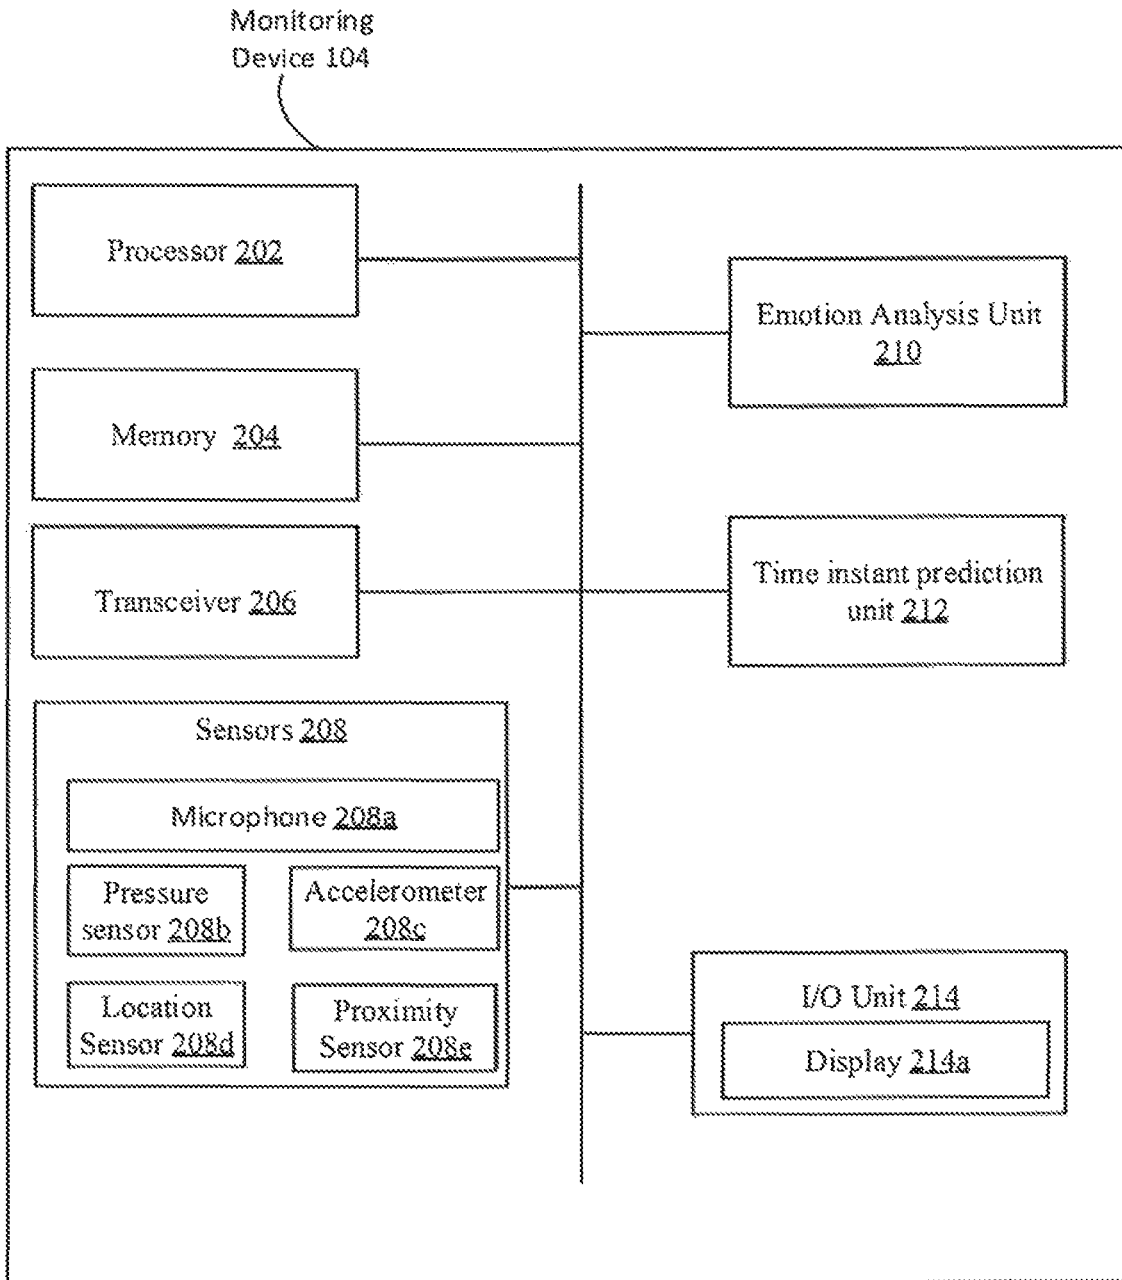 Monitoring
Device 104
Processor 202
Memory 204
Transceiver 206
Sensors 208
Microphone 208a
Pressure
sensor 208b
Accelerometer
208c
Location
Sensor 208d
Proximity
Sensor 208e
Emotion Analysis Unit
210
Time instant prediction
unit 212
I/O Unit 214
Display 214a